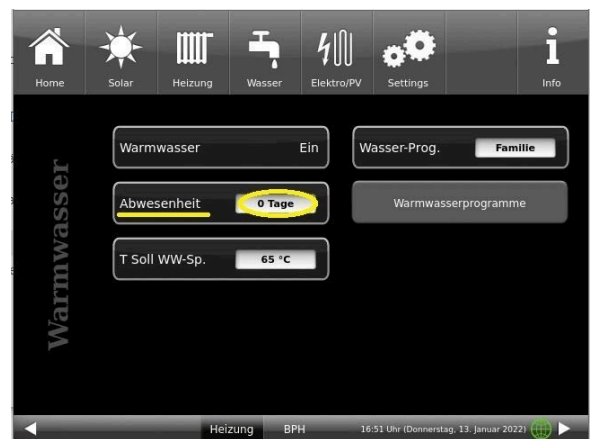 Home Solar Heizung Wasser Elektro/PV Settings Info
Warmwasser
Warmwasser Ein
Wasser-Prog. Familie
Abwesenheit 0 Tage
Warmwasserprogramme
T Soll WW-Sp. 65 °C
Heizung BPH 16:51 Uhr (Donnerstag, 13. Januar 2022)